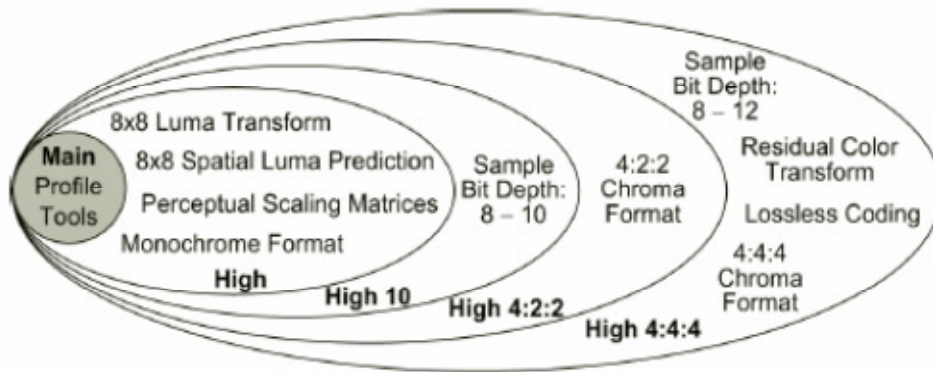 Main
Profile
Tools
8x8 Luma Transform
8x8 Spatial Luma Prediction
Perceptual Scaling Matrices
Monochrome Format
High
Sample
Bit Depth:
8 – 10
High 10
4:2:2
Chroma
Format
High 4:2:2
Sample
Bit Depth:
8 – 12
Residual Color
Transform
Lossless Coding
4:4:4
Chroma
Format
High 4:4:4